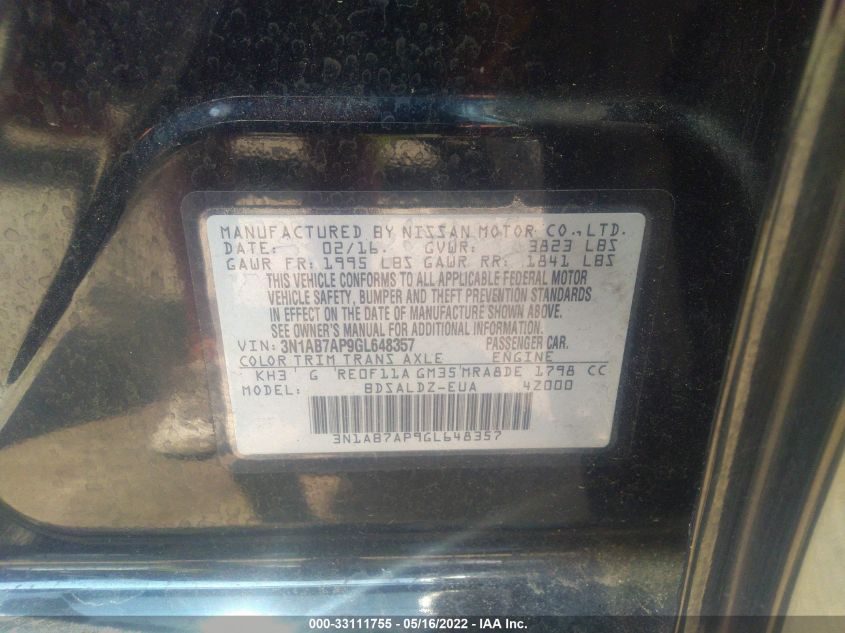 MANUFACTURED BY NISSAN MOTOR CO.,LTD.
DATE: 02/16. GVWR: 3823 LBS
GAWR FR: 1995 LBS GAWR RR: 1841 LBS
THIS VEHICLE CONFORMS TO ALL APPLICABLE FEDERAL MOTOR
VEHICLE SAFETY, BUMPER AND THEFT PREVENTION STANDARDS
IN EFFECT ON THE DATE OF MANUFACTURE SHOWN ABOVE.
SEE OWNER'S MANUAL FOR ADDITIONAL INFORMATION.
VIN: 3N1AB7AP9GL648357 PASSENGER CAR.
COLOR TRIM TRANS AXLE ENGINE
KH3 G RE0F11A GM35 MRA8DE 1798 CC
MODEL: BDSALDZ-EUA 4Z000
3N1AB7AP9GL648357
000-33111755 - 05/16/2022 - IAA Inc.